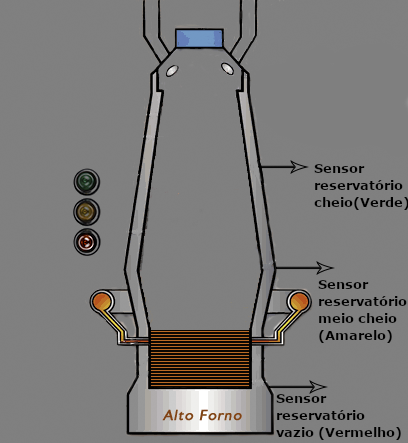 Sensor
reservatório
cheio(Verde)
Sensor
reservatório
meio cheio
(Amarelo)
Sensor
reservatório
vazio (Vermelho)
Alto Forno